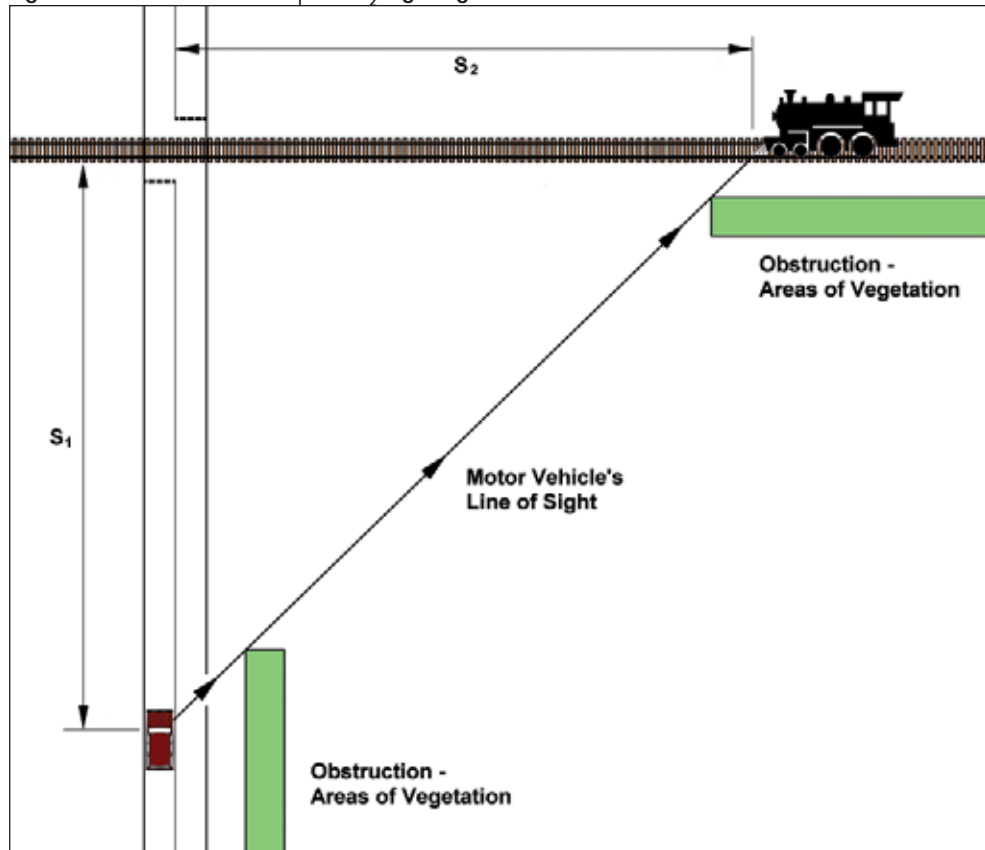 S₂
Obstruction -
Areas of Vegetation
S₁
Motor Vehicle's
Line of Sight
Obstruction -
Areas of Vegetation